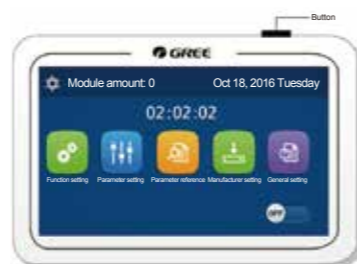 Button
GREE
Module amount: 0 Oct 18, 2016 Tuesday
02:02:02
Function setting Parameter setting Parameter reference Manufacturer setting General setting
OFF